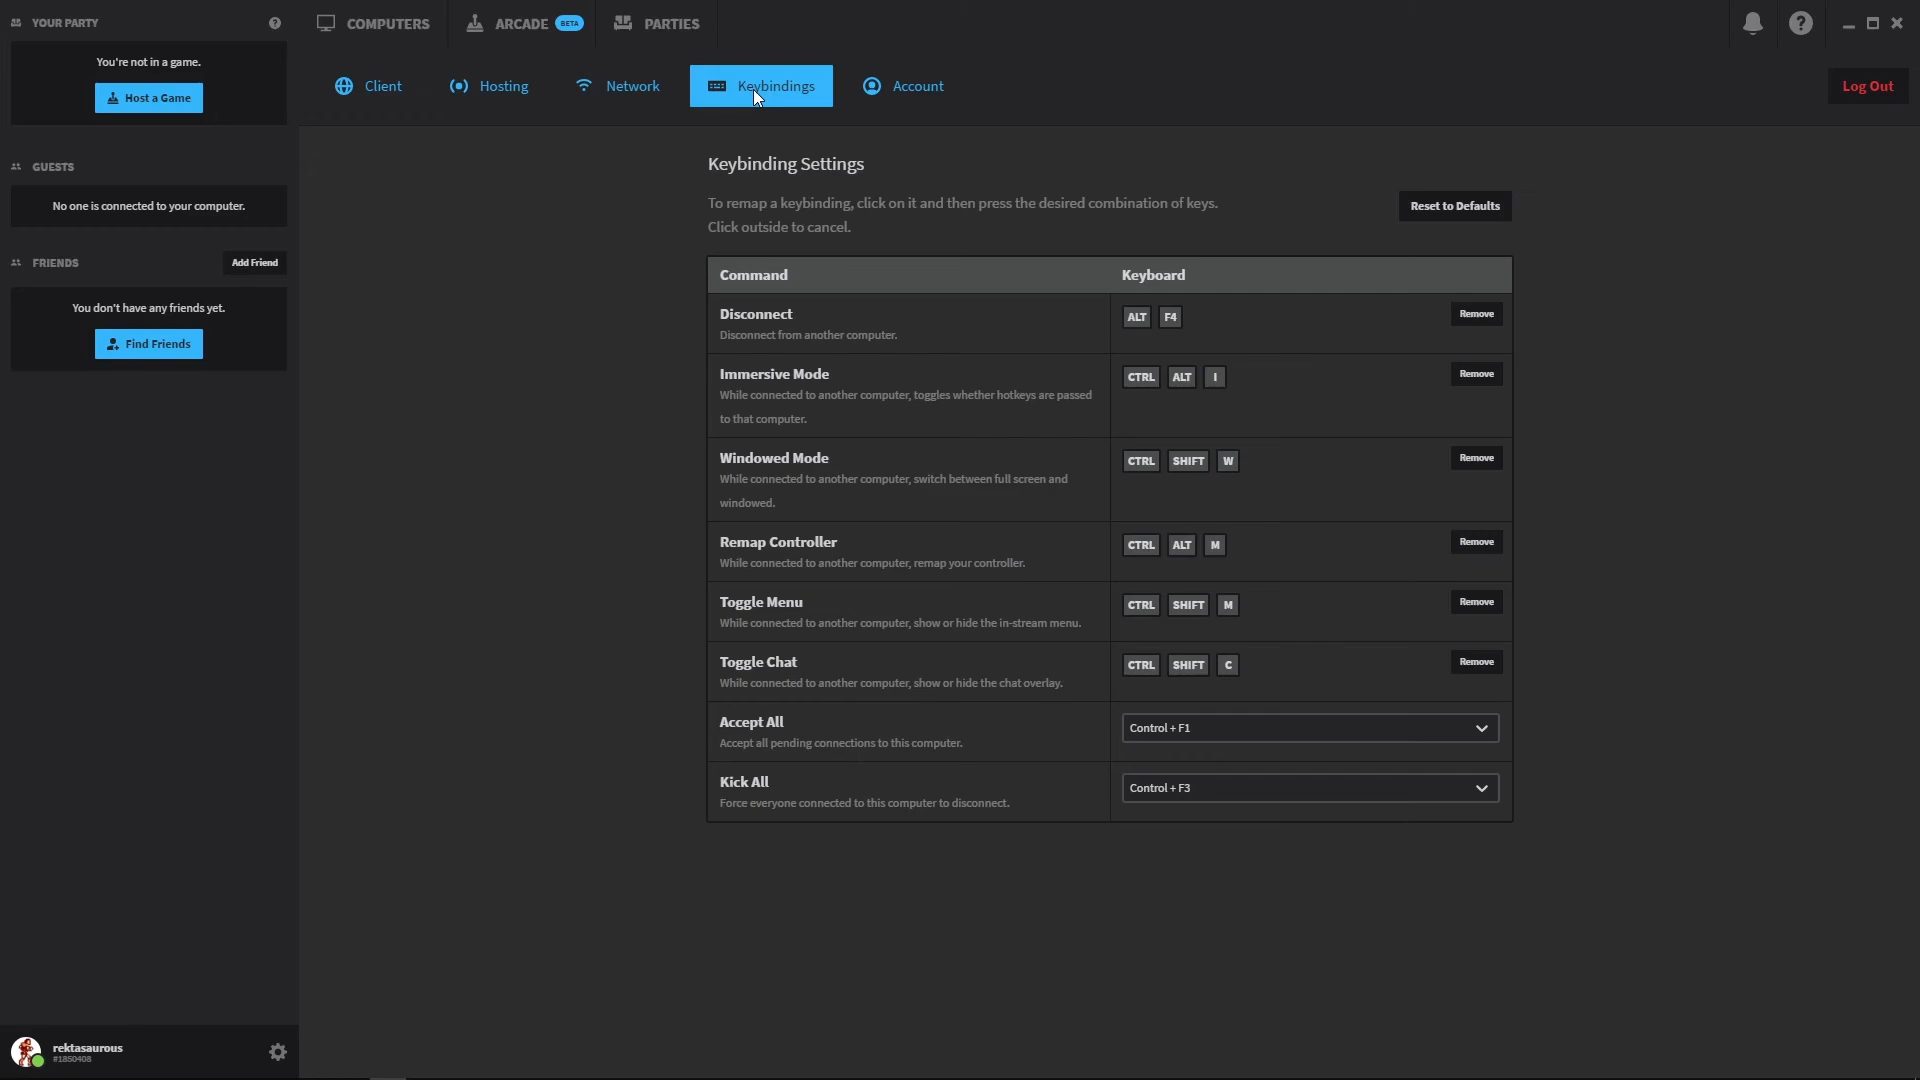 YOUR PARTY
You're not in a game.
Host a Game
GUESTS
No one is connected to your computer.
FRIENDS
Add Friend
You don't have any friends yet.
Find Friends
rektasaurous
#1850408
COMPUTERS
ARCADE BETA
PARTIES
Client
Hosting
Network
Keybindings
Account
Log Out
Keybinding Settings
To remap a keybinding, click on it and then press the desired combination of keys.
Click outside to cancel.
Reset to Defaults
Command Keyboard
Disconnect
Disconnect from another computer.
ALT F4
Remove
Immersive Mode
While connected to another computer, toggles whether hotkeys are passed
to that computer.
CTRL ALT I
Remove
Windowed Mode
While connected to another computer, switch between full screen and
windowed.
CTRL SHIFT W
Remove
Remap Controller
While connected to another computer, remap your controller.
CTRL ALT M
Remove
Toggle Menu
While connected to another computer, show or hide the in-stream menu.
CTRL SHIFT M
Remove
Toggle Chat
While connected to another computer, show or hide the chat overlay.
CTRL SHIFT C
Remove
Accept All
Accept all pending connections to this computer.
Control + F1
Kick All
Force everyone connected to this computer to disconnect.
Control + F3